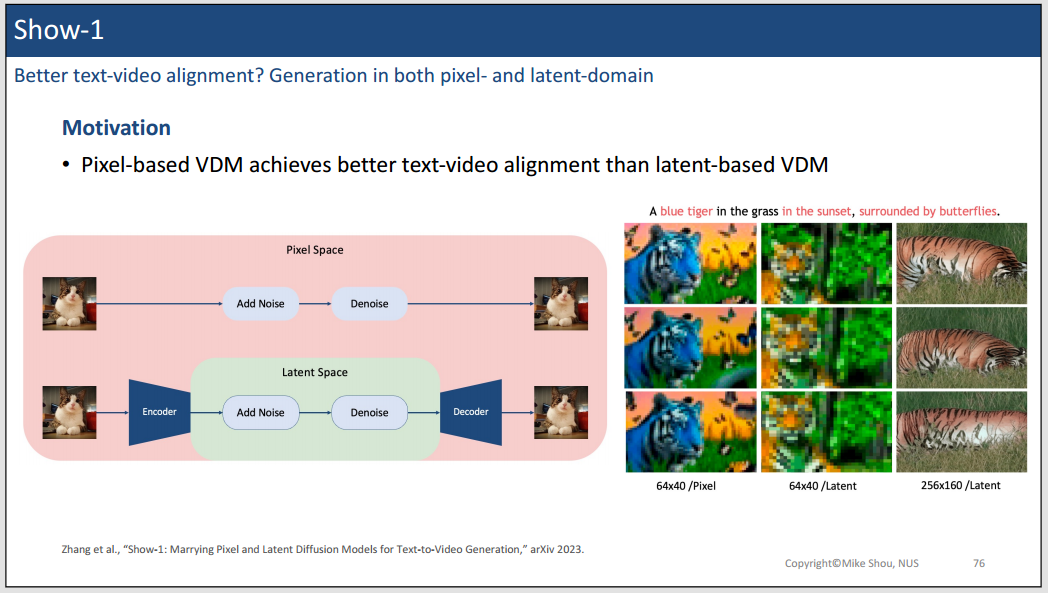 Show-1
Better text-video alignment? Generation in both pixel- and latent-domain
Motivation
• Pixel-based VDM achieves better text-video alignment than latent-based VDM
A blue tiger in the grass in the sunset, surrounded by butterflies.
Pixel Space
Add Noise
Denoise
Latent Space
Encoder
Add Noise
Denoise
Decoder
64x40 /Pixel
64x40 /Latent
256x160 /Latent
Zhang et al., “Show-1: Marrying Pixel and Latent Diffusion Models for Text-to-Video Generation,” arXiv 2023.
Copyright©Mike Shou, NUS
76